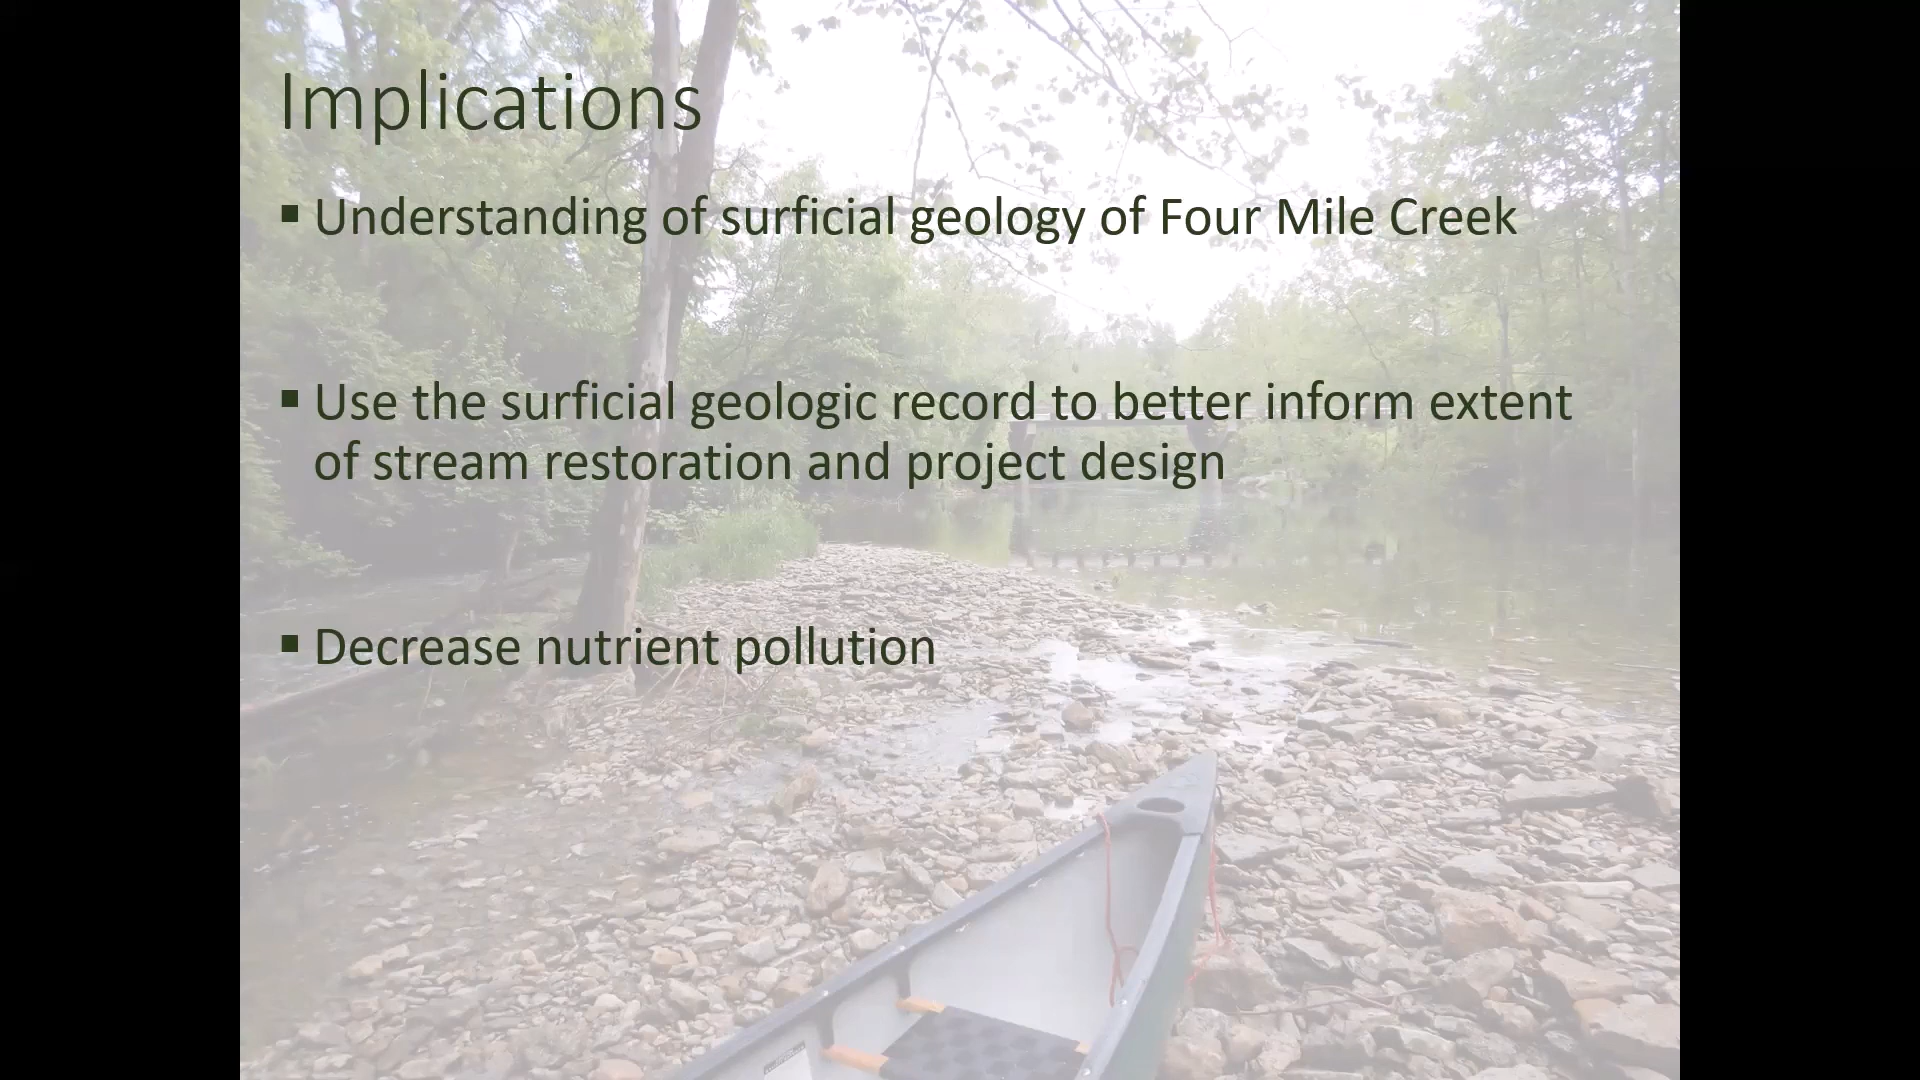 Implications
▪ Understanding of surficial geology of Four Mile Creek
▪ Use the surficial geologic record to better inform extent
of stream restoration and project design
▪ Decrease nutrient pollution